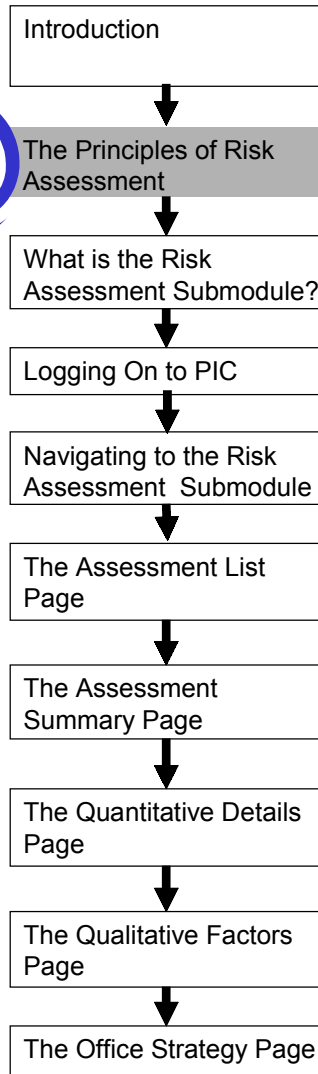 Introduction
The Principles of Risk
Assessment
What is the Risk
Assessment Submodule?
Logging On to PIC
Navigating to the Risk
Assessment Submodule
The Assessment List
Page
The Assessment
Summary Page
The Quantitative Details
Page
The Qualitative Factors
Page
The Office Strategy Page